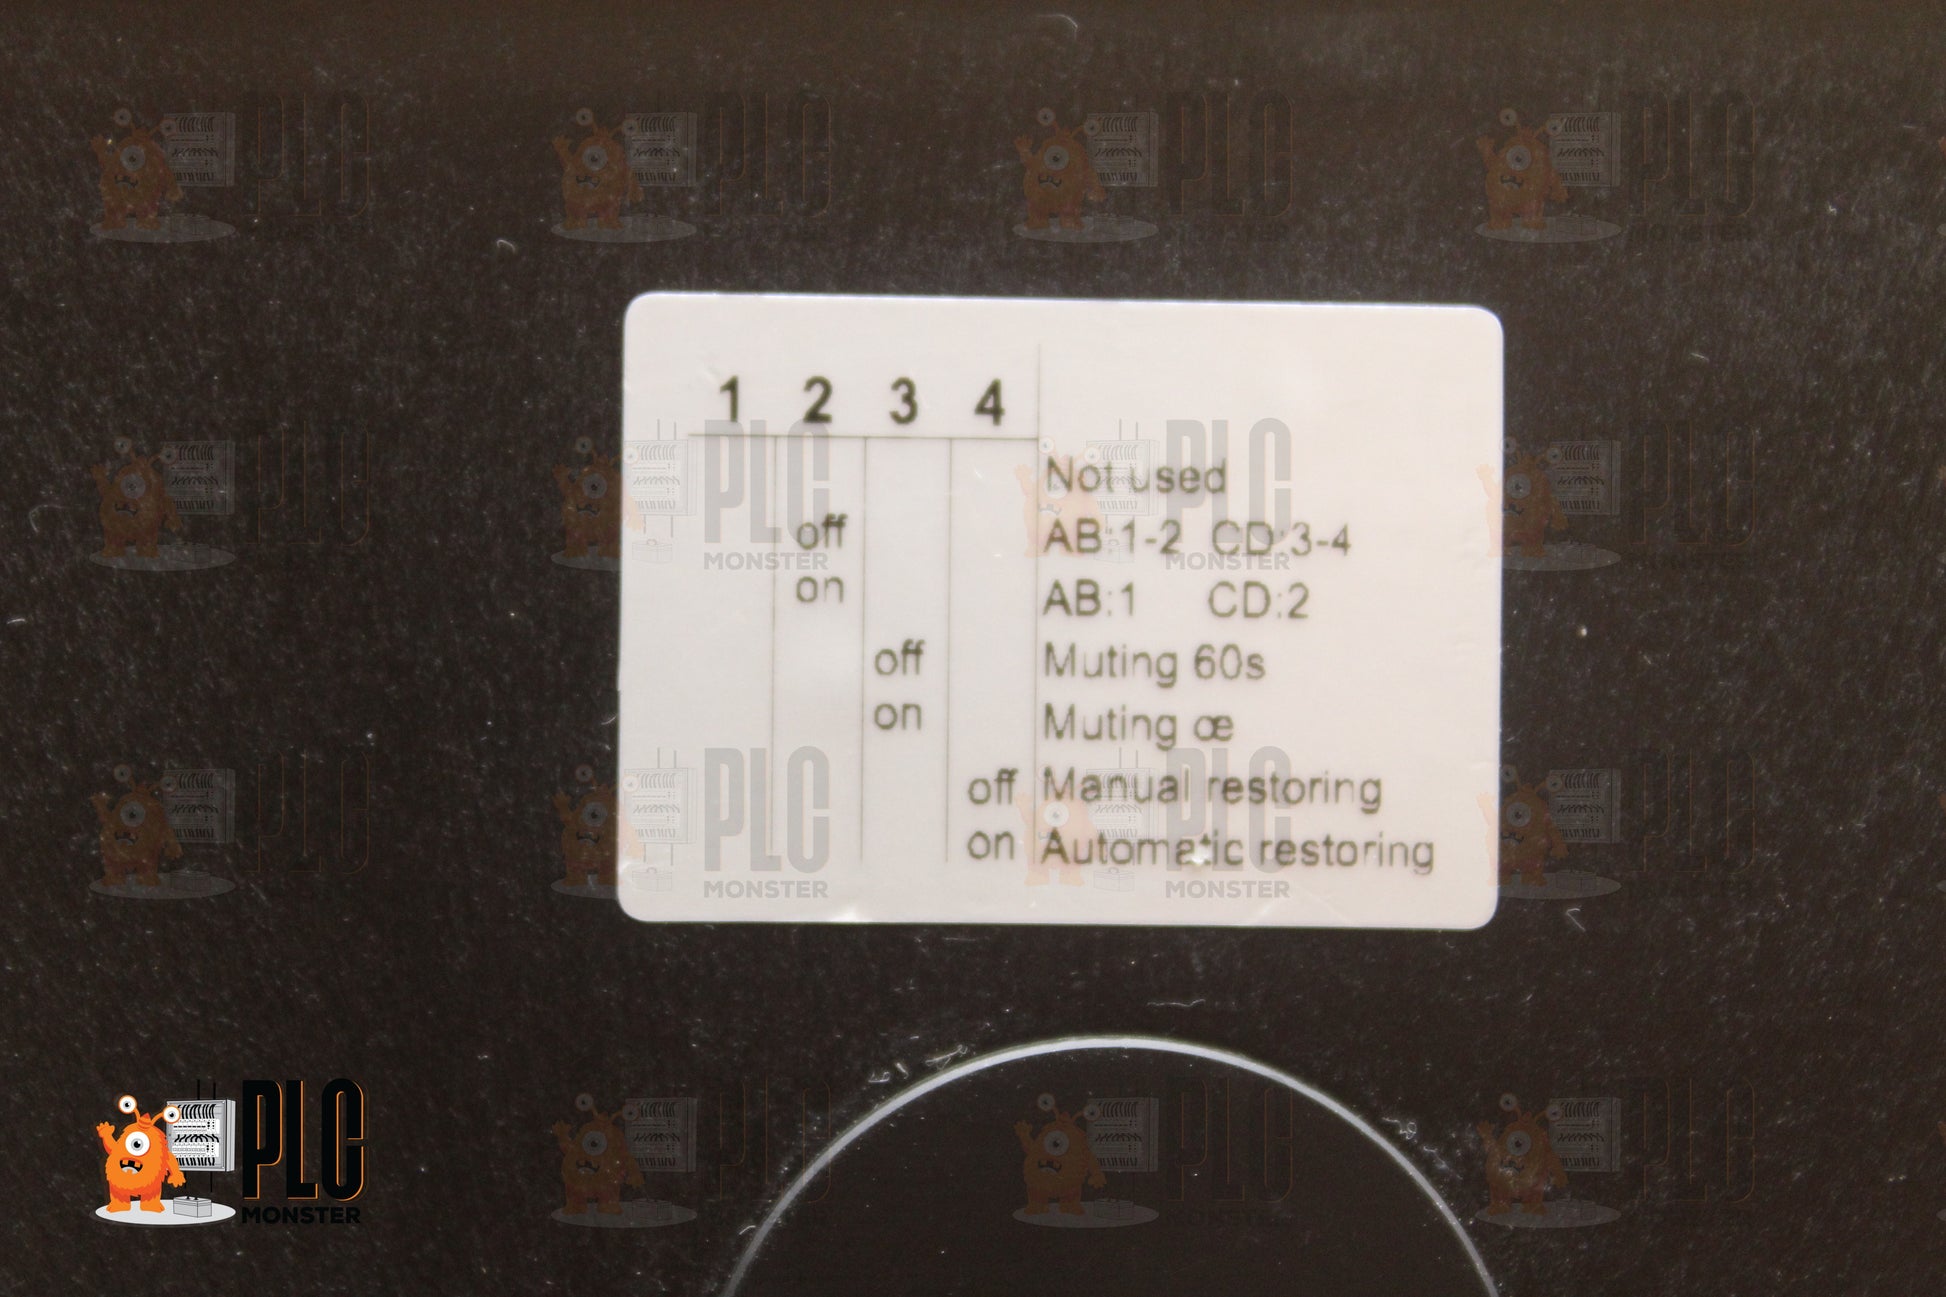 1 2 3 4
Not used
off AB:1-2 CD:3-4
on AB:1 CD:2
off Muting 60s
on Muting œ
off Manual restoring
on Automatic restoring
PLC
MONSTER